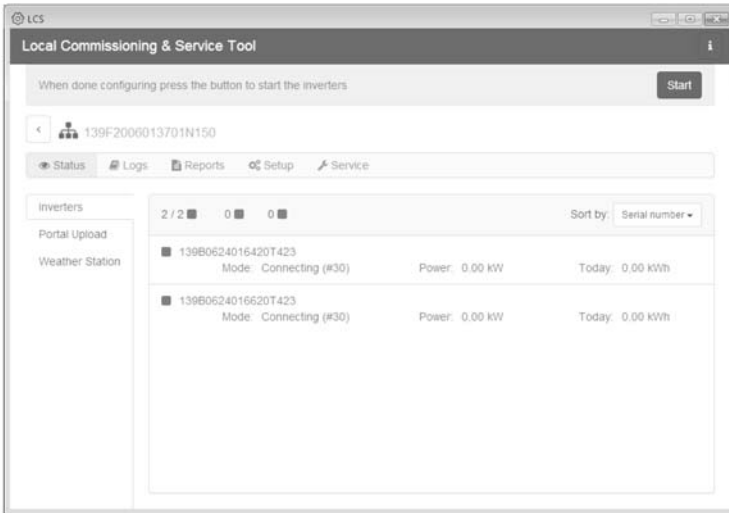 LCS
Local Commissioning & Service Tool i
When done configuring press the button to start the inverters Start
139F2006013701N150
Status Logs Reports Setup Service
Inverters 2 / 2 0 0 Sort by: Serial number
Portal Upload
Weather Station
139B0624016420T423
Mode: Connecting (#30) Power: 0.00 kW Today: 0.00 kWh
139B0624016620T423
Mode: Connecting (#30) Power: 0.00 kW Today: 0.00 kWh